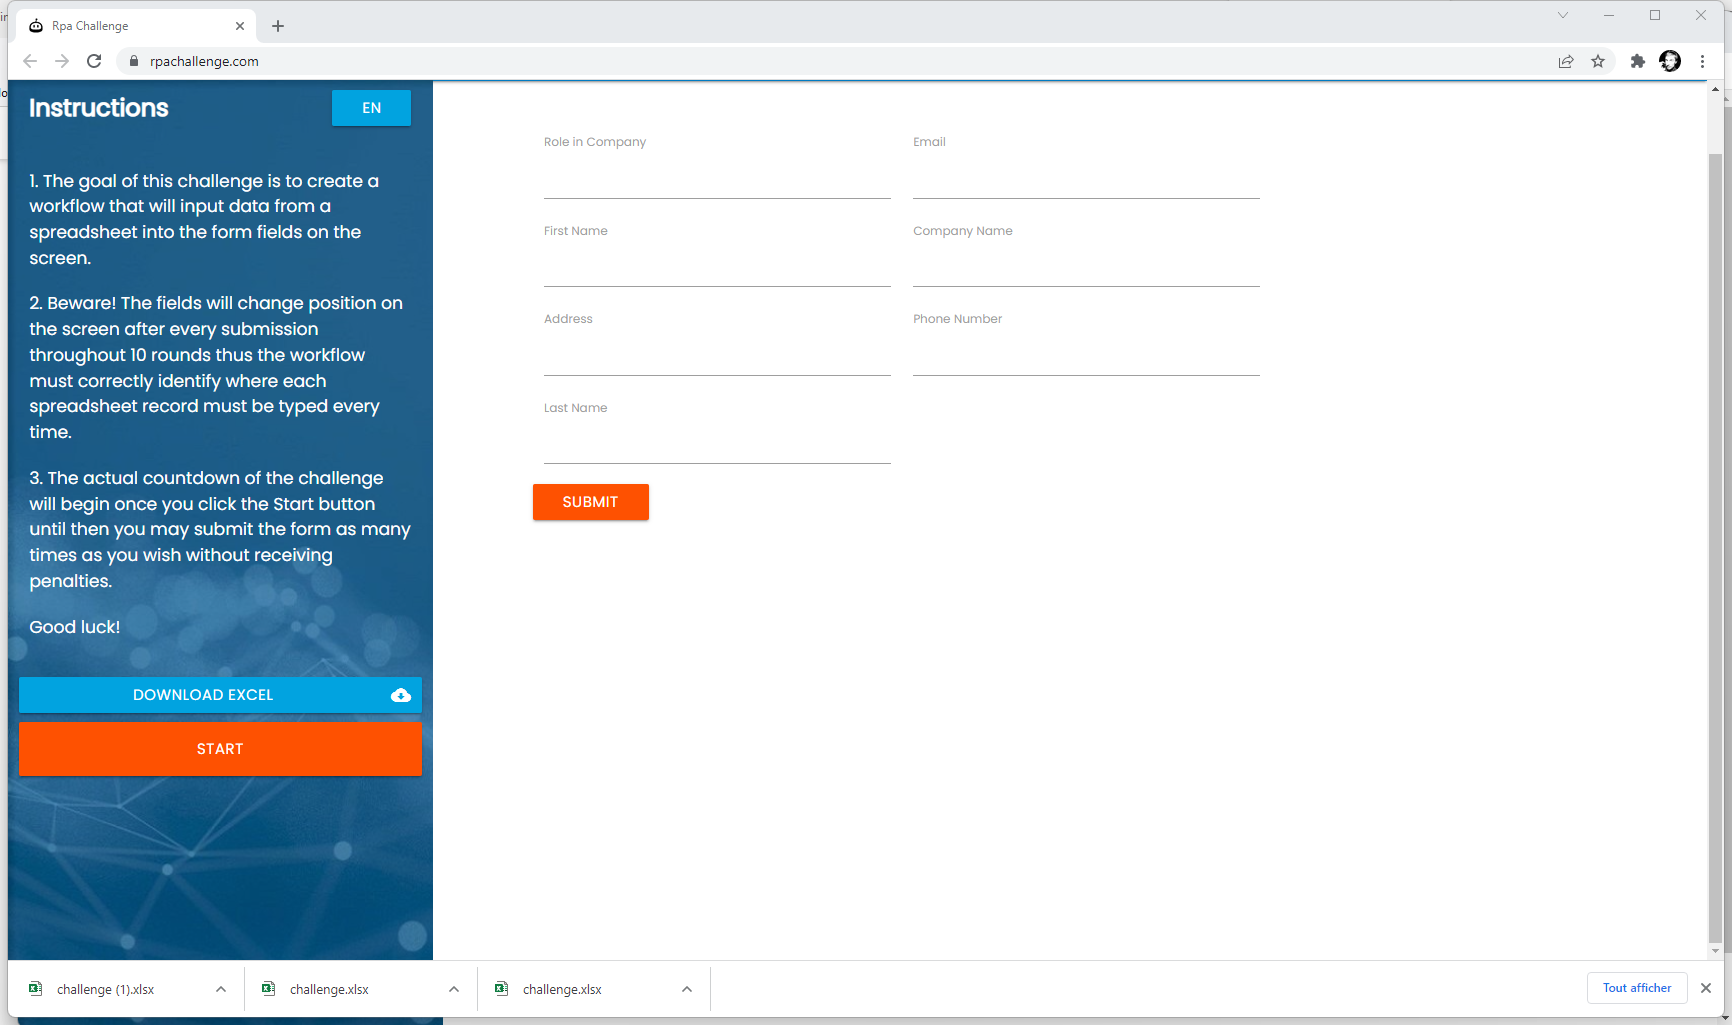 Rpa Challenge
rpachallenge.com
Instructions
EN
1. The goal of this challenge is to create a
workflow that will input data from a
spreadsheet into the form fields on the
screen.
2. Beware! The fields will change position on
the screen after every submission
throughout 10 rounds thus the workflow
must correctly identify where each
spreadsheet record must be typed every
time.
3. The actual countdown of the challenge
will begin once you click the Start button
until then you may submit the form as many
times as you wish without receiving
penalties.
Good luck!
DOWNLOAD EXCEL
START
Role in Company
Email
First Name
Company Name
Address
Phone Number
Last Name
SUBMIT
challenge (1).xlsx
challenge.xlsx
challenge.xlsx
Tout afficher